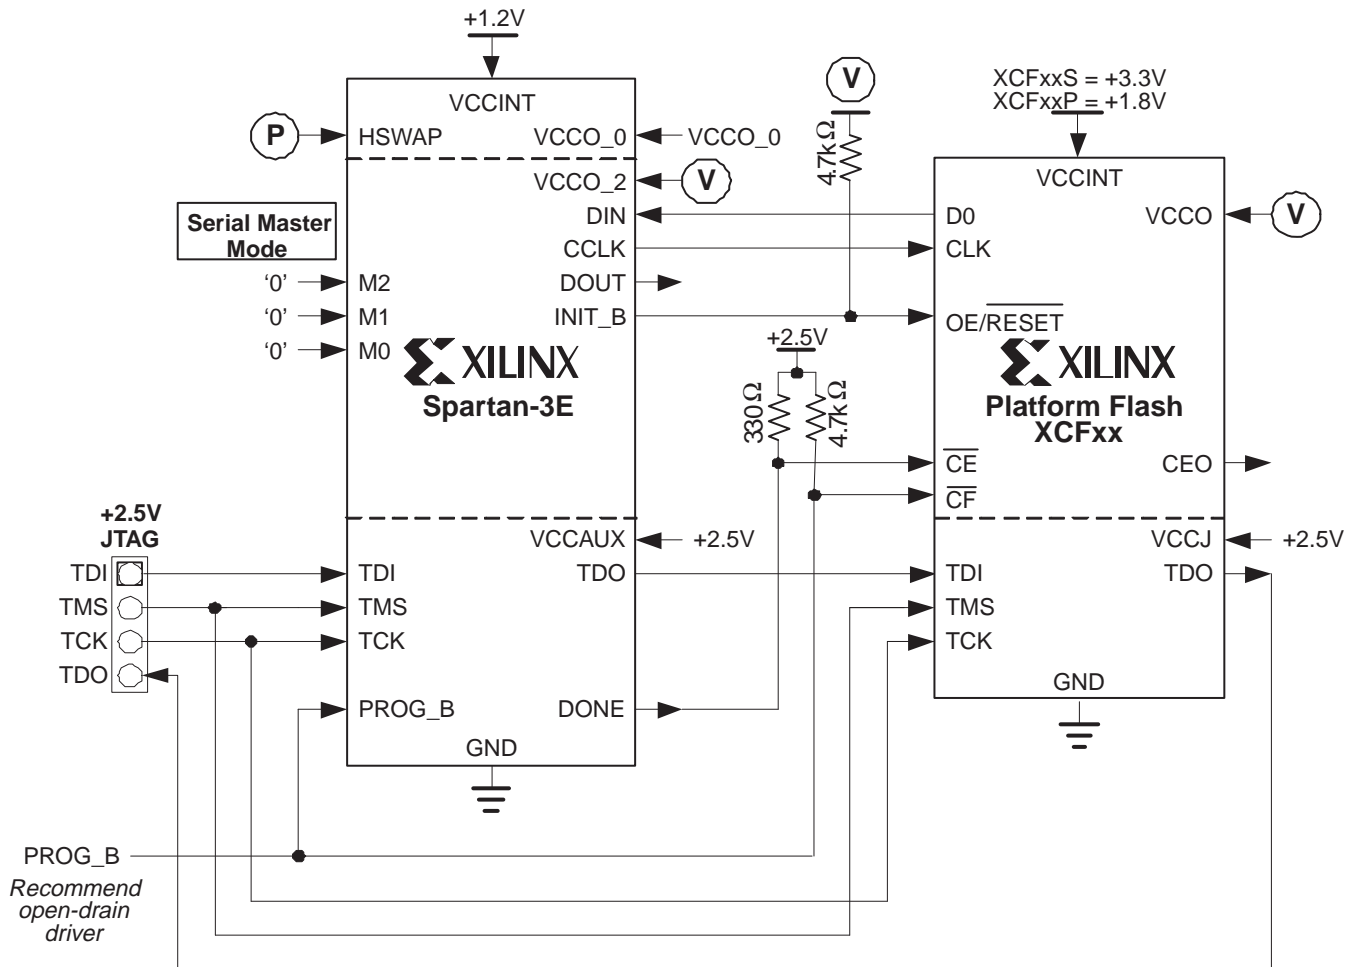 +1.2V
VCCINT
P
HSWAP
VCCO_0
VCCO_0
VCCO_2
V
Serial Master
Mode
DIN
CCLK
'0'
M2
DOUT
'0'
M1
INIT_B
'0'
M0
XILINX
Spartan-3E
V
4.7kΩ
XCFxxS = +3.3V
XCFxxP = +1.8V
VCCINT
D0
VCCO
V
CLK
OE/RESET
XILINX
Platform Flash
XCFxx
+2.5V
330Ω
4.7kΩ
CE
CEO
CF
+2.5V
JTAG
TDI
TMS
TCK
TDO
VCCAUX
+2.5V
TDI
TDO
TMS
TCK
PROG_B
DONE
GND
VCCJ
+2.5V
TDI
TDO
TMS
TCK
GND
PROG_B
Recommend
open-drain
driver